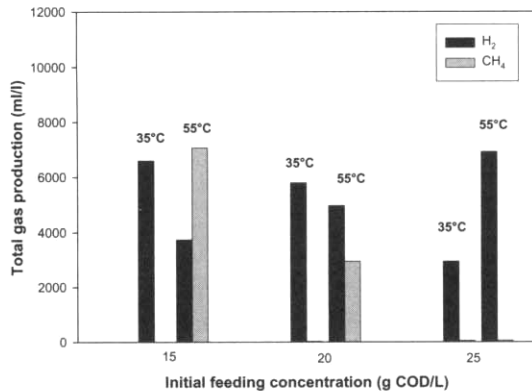 12000
10000
8000
6000
4000
2000
0
Total gas production (ml/l)
H₂
CH₄
35°C
55°C
35°C
55°C
35°C
55°C
15
20
25
Initial feeding concentration (g COD/L)